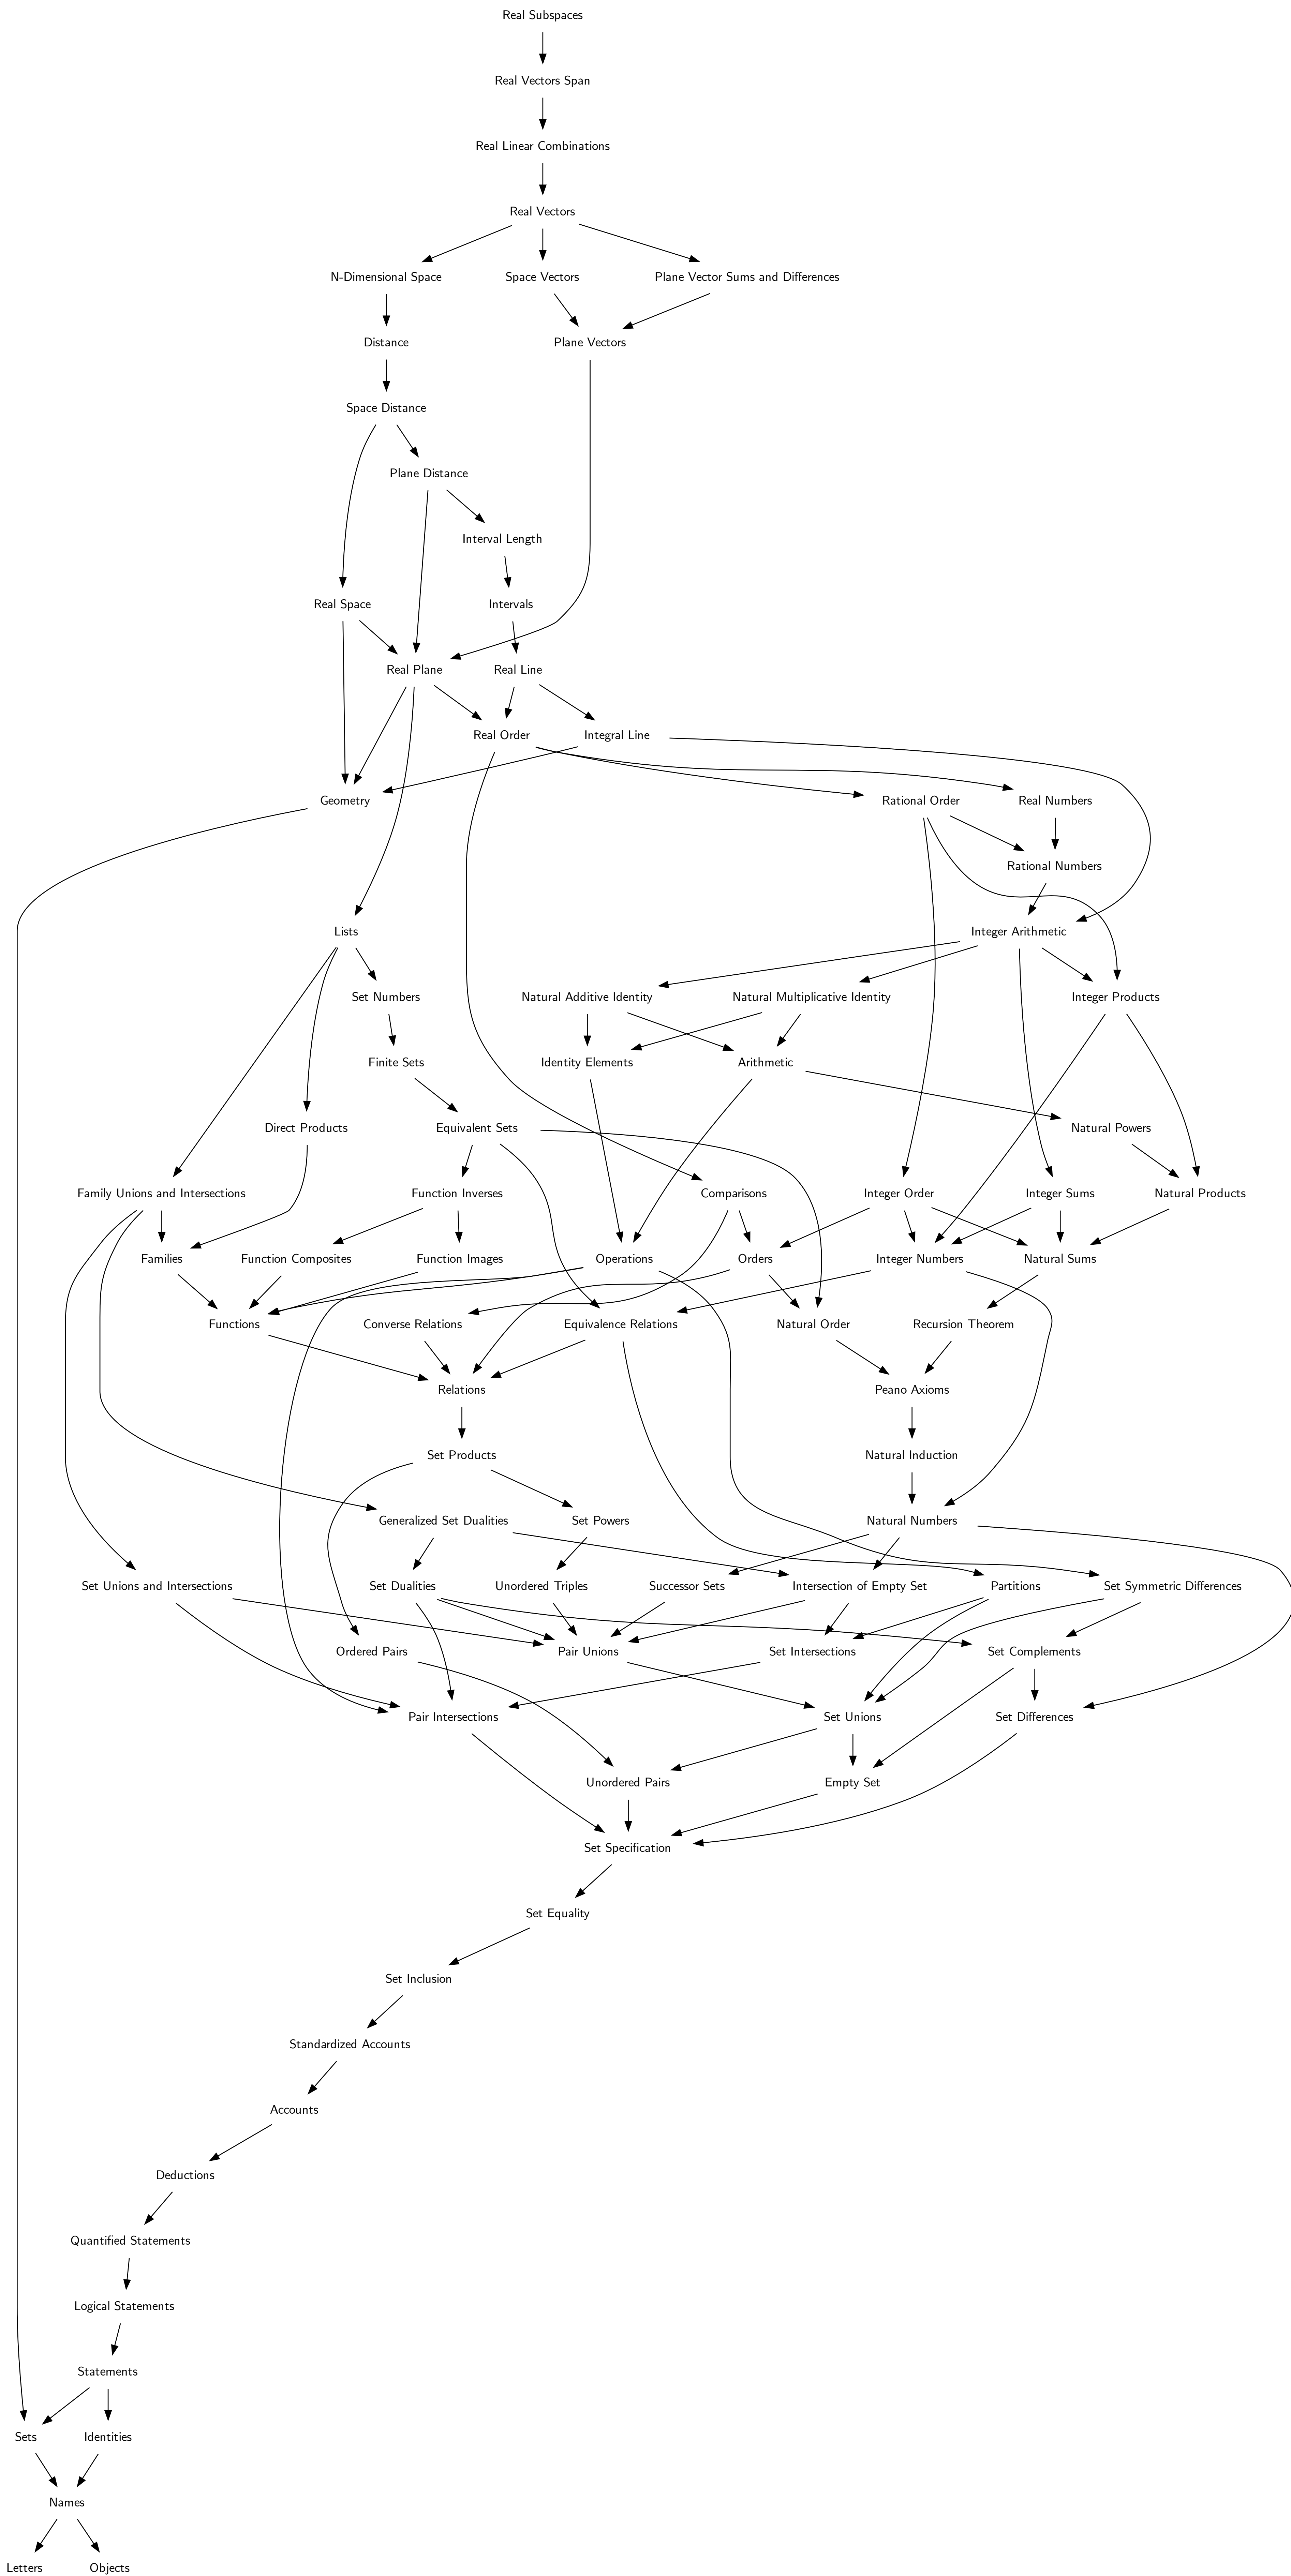 Real Subspaces
Real Vectors Span
Real Linear Combinations
Real Vectors
N-Dimensional Space
Space Vectors
Plane Vector Sums and Differences
Distance
Plane Vectors
Space Distance
Plane Distance
Interval Length
Real Space
Intervals
Real Plane
Real Line
Real Order
Integral Line
Geometry
Rational Order
Real Numbers
Rational Numbers
Lists
Integer Arithmetic
Set Numbers
Natural Additive Identity
Natural Multiplicative Identity
Integer Products
Finite Sets
Identity Elements
Arithmetic
Direct Products
Equivalent Sets
Natural Powers
Family Unions and Intersections
Function Inverses
Comparisons
Integer Order
Integer Sums
Natural Products
Families
Function Composites
Function Images
Operations
Orders
Integer Numbers
Natural Sums
Functions
Converse Relations
Equivalence Relations
Natural Order
Recursion Theorem
Relations
Peano Axioms
Set Products
Natural Induction
Generalized Set Dualities
Set Powers
Natural Numbers
Set Unions and Intersections
Set Dualities
Unordered Triples
Successor Sets
Intersection of Empty Set
Partitions
Set Symmetric Differences
Ordered Pairs
Pair Unions
Set Intersections
Set Complements
Pair Intersections
Set Unions
Set Differences
Unordered Pairs
Empty Set
Set Specification
Set Equality
Set Inclusion
Standardized Accounts
Accounts
Deductions
Quantified Statements
Logical Statements
Statements
Sets
Identities
Names
Letters
Objects